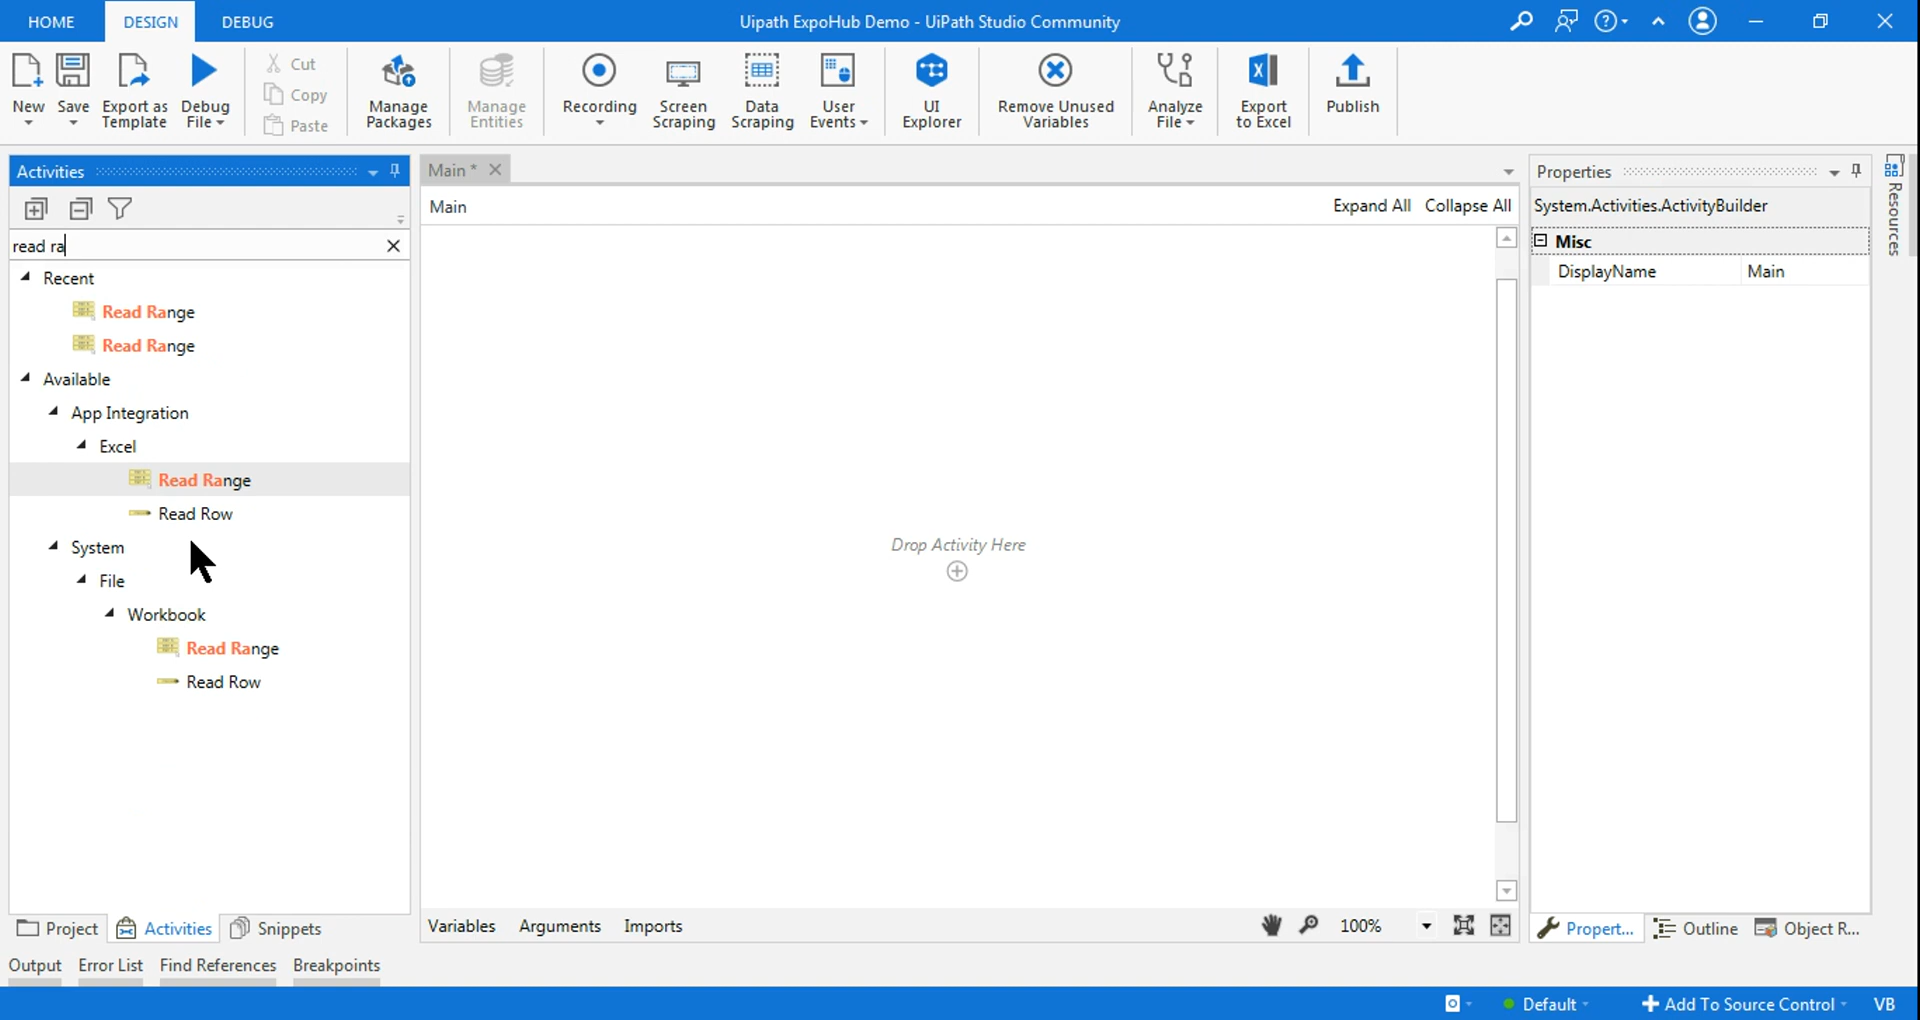 HOME DESIGN DEBUG Uipath ExpoHub Demo - UiPath Studio Community
New Save Export as Template Debug File Cut Copy Paste Manage Packages Manage Entities Recording Screen Scraping Data Scraping User Events UI Explorer Remove Unused Variables Analyze File Export to Excel Publish
Activities
read ra
Recent
Read Range
Read Range
Available
App Integration
Excel
Read Range
Read Row
System
File
Workbook
Read Range
Read Row
Project Activities Snippets
Main *
Main Expand All Collapse All
Drop Activity Here
Variables Arguments Imports 100%
Properties
System.Activities.ActivityBuilder
Misc
DisplayName Main
Propert... Outline Object R...
Resources
Output Error List Find References Breakpoints
Default Add To Source Control VB